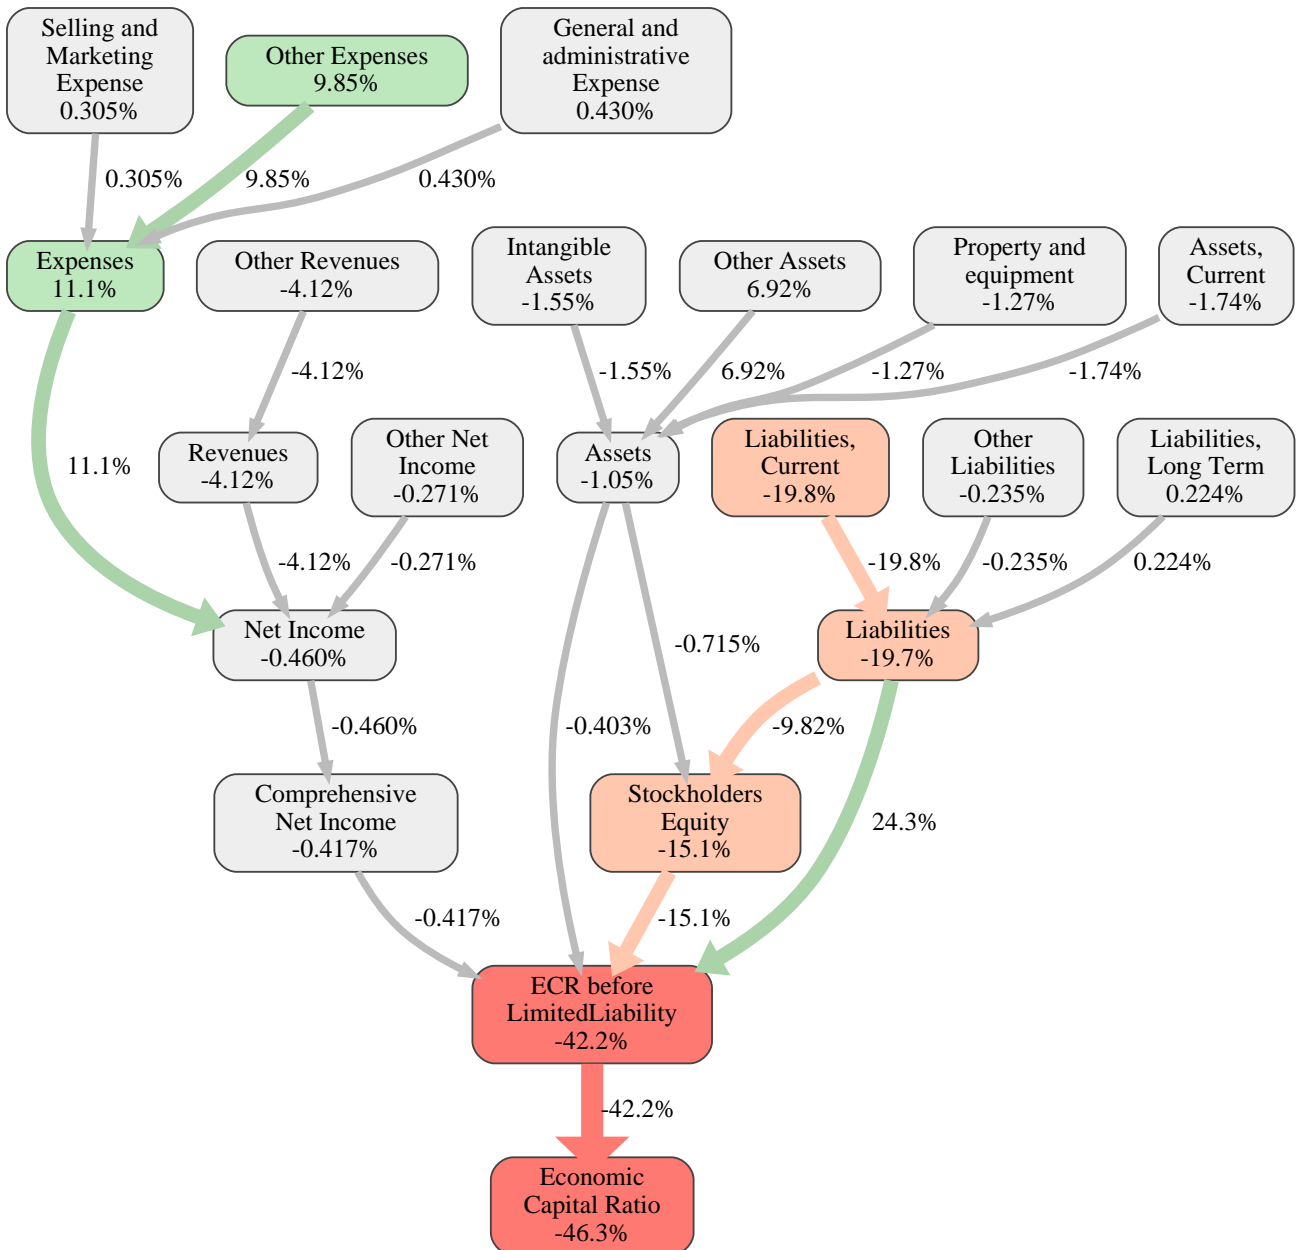 Selling and
Marketing
Expense
0.305%
Other Expenses
9.85%
General and
administrative
Expense
0.430%
0.305%
9.85%
0.430%
Expenses
11.1%
Other Revenues
-4.12%
Intangible
Assets
-1.55%
Other Assets
6.92%
Property and
equipment
-1.27%
Assets,
Current
-1.74%
-4.12%
-1.55%
6.92%
-1.27%
-1.74%
11.1%
Revenues
-4.12%
Other Net
Income
-0.271%
Assets
-1.05%
Liabilities,
Current
-19.8%
Other
Liabilities
-0.235%
Liabilities,
Long Term
0.224%
-4.12%
-0.271%
-19.8%
-0.235%
0.224%
Net Income
-0.460%
-0.715%
Liabilities
-19.7%
-0.460%
-0.403%
-9.82%
Comprehensive
Net Income
-0.417%
Stockholders
Equity
-15.1%
24.3%
-0.417%
-15.1%
ECR before
LimitedLiability
-42.2%
-42.2%
Economic
Capital Ratio
-46.3%